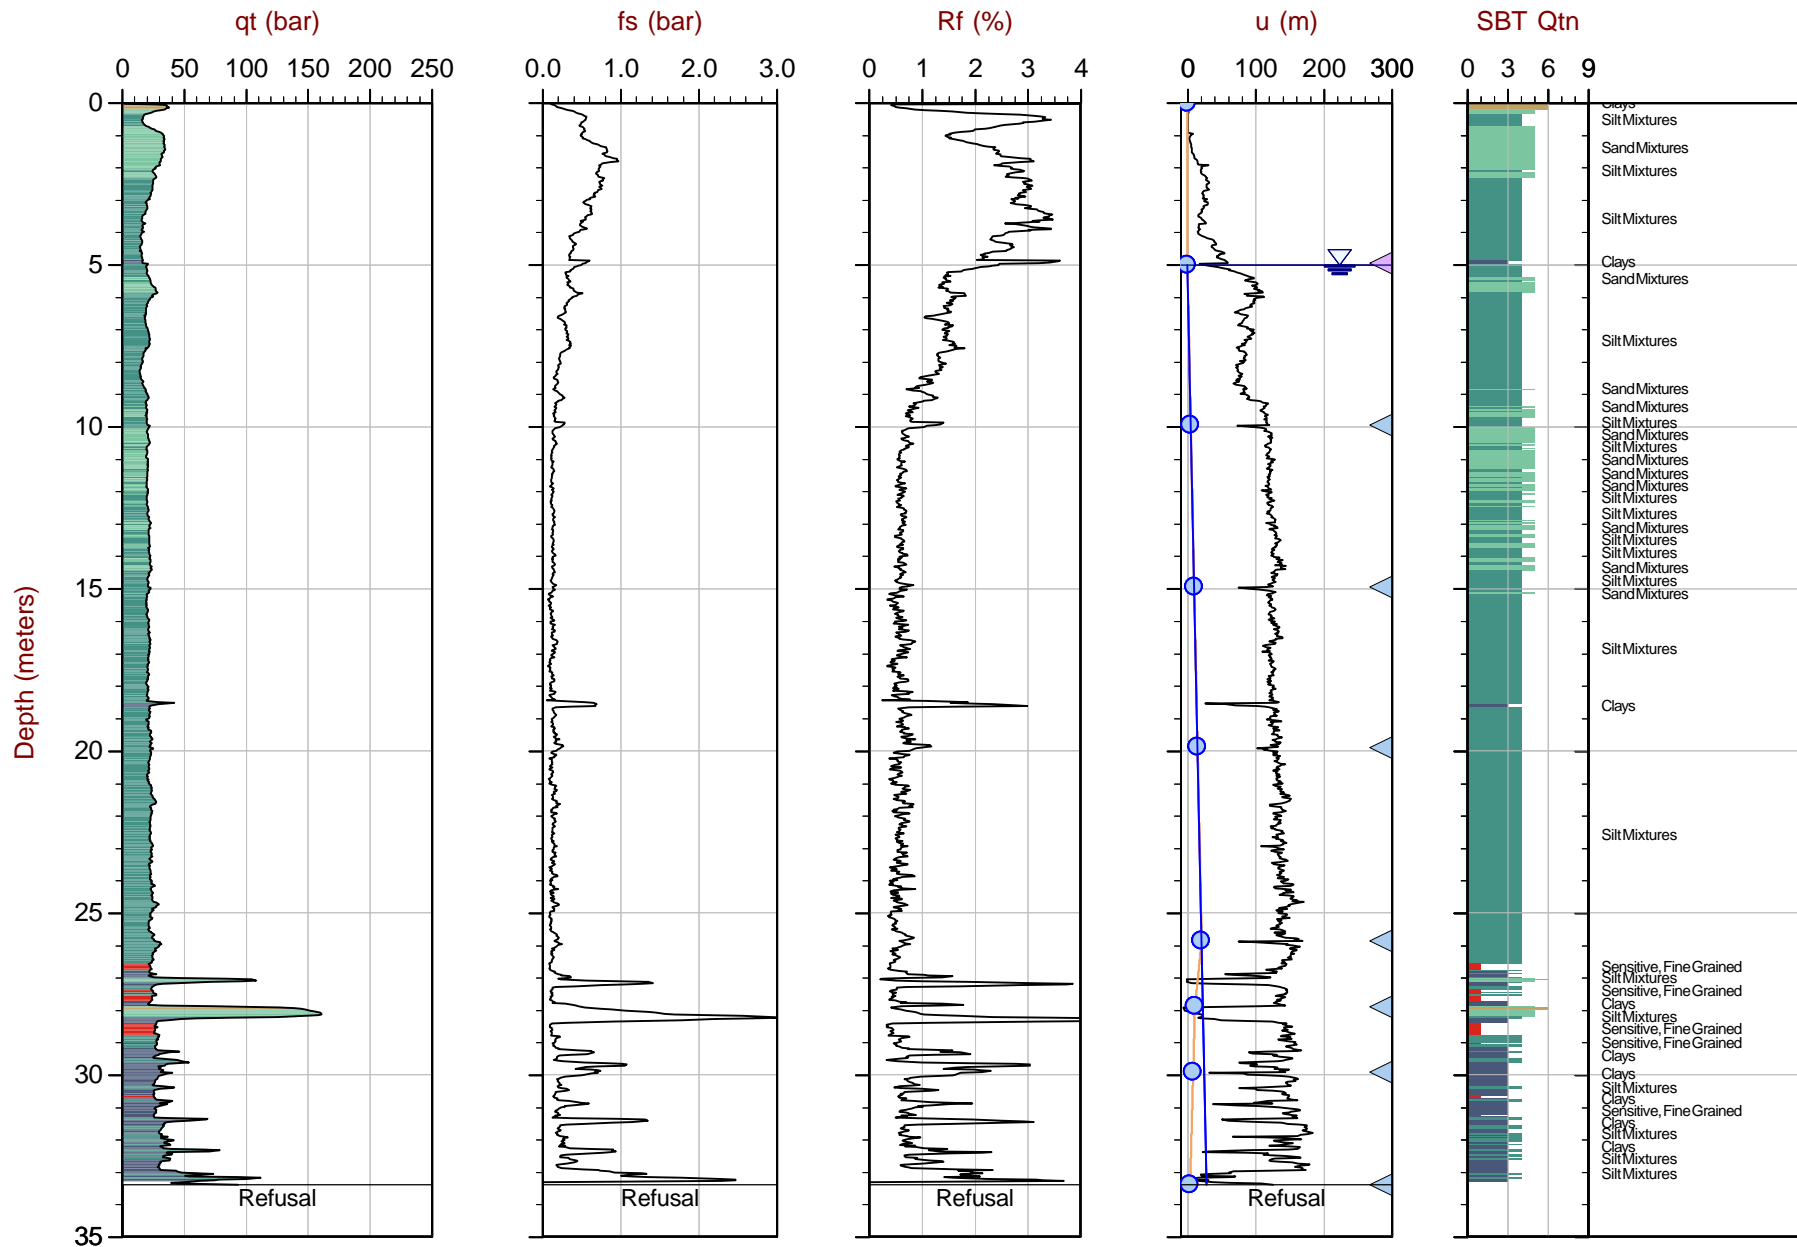 qt (bar)
fs (bar)
Rf (%)
u (m)
SBT Qtn
0 50 100 150 200 250
0.0 1.0 2.0 3.0
0 1 2 3 4
0 100 200 300
0 3 6 9
Depth (meters)
0
5
10
15
20
25
30
35
Clays
Silt Mixtures
Sand Mixtures
Silt Mixtures
Silt Mixtures
Clays
Sand Mixtures
Silt Mixtures
Sand Mixtures
Sand Mixtures
Silt Mixtures
Sand Mixtures
Silt Mixtures
Sand Mixtures
Sand Mixtures
Sand Mixtures
Silt Mixtures
Silt Mixtures
Sand Mixtures
Silt Mixtures
Silt Mixtures
Sand Mixtures
Silt Mixtures
Sand Mixtures
Silt Mixtures
Clays
Silt Mixtures
Sensitive, Fine Grained
Silt Mixtures
Sensitive, Fine Grained
Clays
Silt Mixtures
Sensitive, Fine Grained
Sensitive, Fine Grained
Clays
Clays
Silt Mixtures
Clays
Sensitive, Fine Grained
Clays
Silt Mixtures
Clays
Silt Mixtures
Silt Mixtures
Refusal
Refusal
Refusal
Refusal